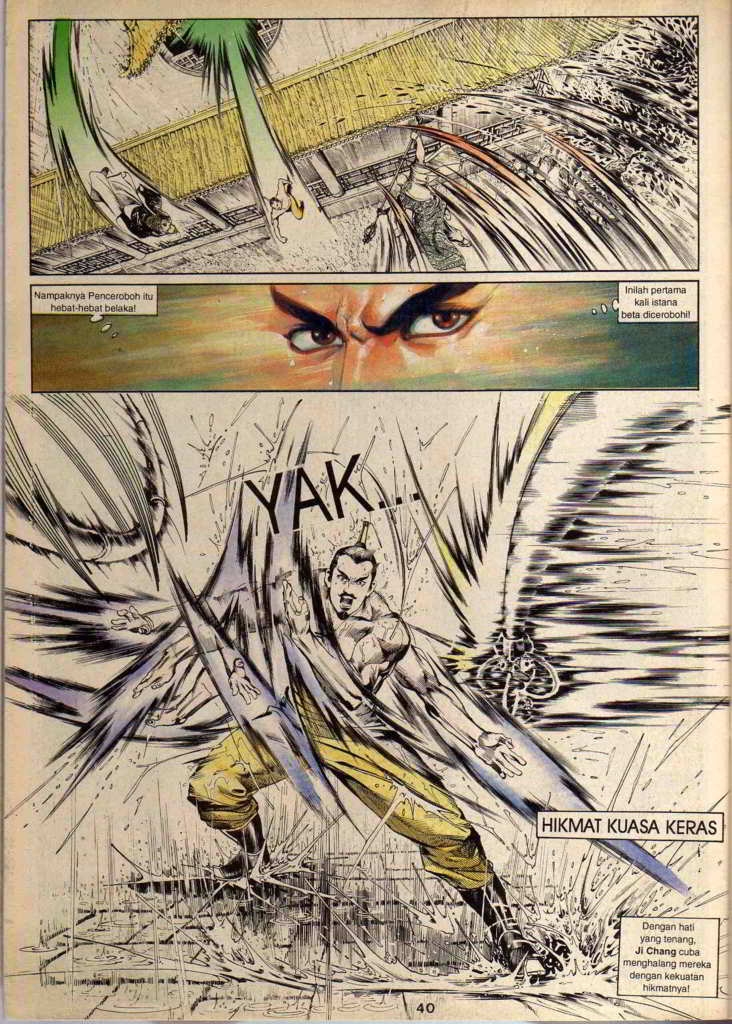 Nampaknya Penceroboh itu
hebat-hebat belaka!
Inilah pertama
kali istana
beta dicerobohi!
YAK...
HIKMAT KUASA KERAS
Dengan hati
yang tenang,
Ji Chang cuba
menghalang mereka
dengan kekuatan
hikmatnya!
40